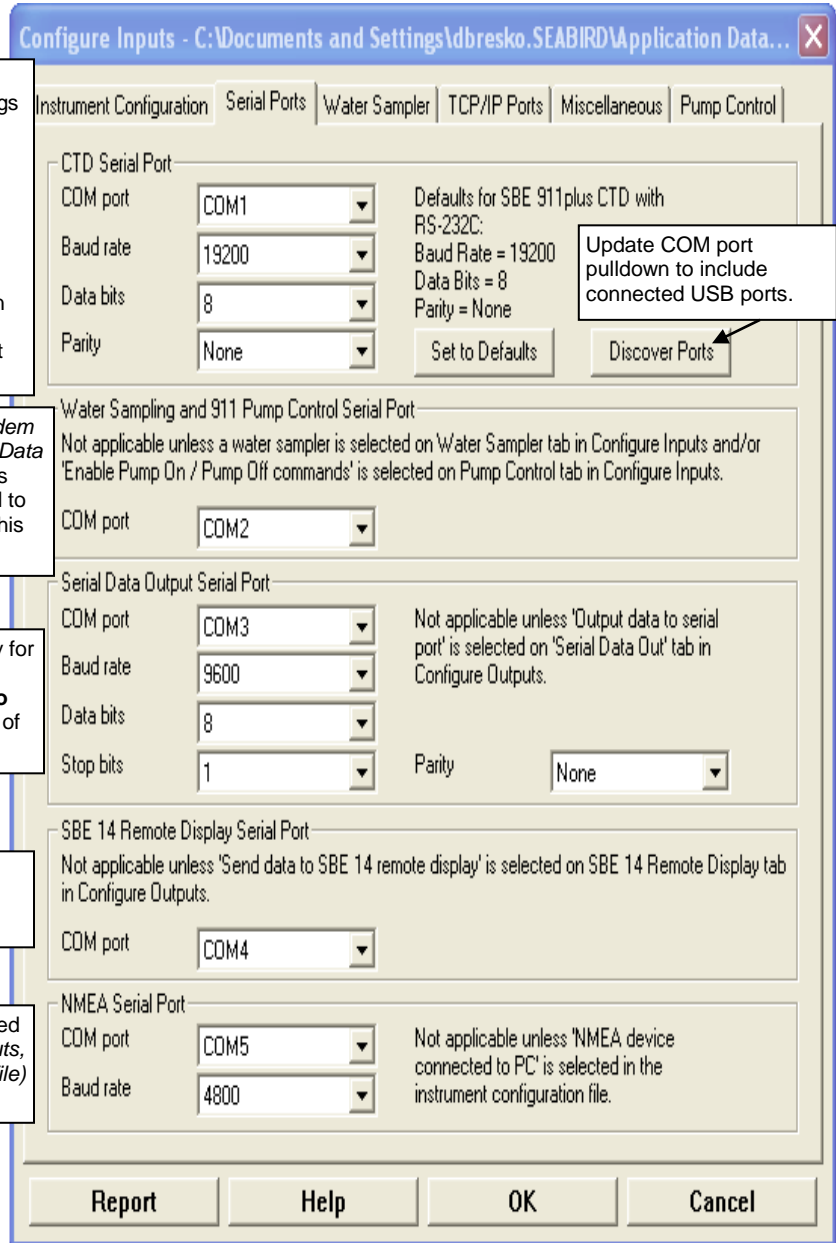 Configure Inputs - C:\Documents and Settings\dbresko.SEABIRD\Application Data...
Instrument Configuration
Serial Ports
Water Sampler
TCP/IP Ports
Miscellaneous
Pump Control
CTD Serial Port
COM port
COM1
Baud rate
19200
Data bits
8
Parity
None
Defaults for SBE 911plus CTD with
RS-232C:
Baud Rate = 19200
Data Bits = 8
Parity = None
Update COM port
pulldown to include
connected USB ports.
Set to Defaults
Discover Ports
Water Sampling and 911 Pump Control Serial Port
Not applicable unless a water sampler is selected on Water Sampler tab in Configure Inputs and/or
'Enable Pump On / Pump Off commands' is selected on Pump Control tab in Configure Inputs.
COM port
COM2
Data
to
Serial Data Output Serial Port
COM port
COM3
Baud rate
9600
Data bits
8
Stop bits
1
Not applicable unless 'Output data to serial
port' is selected on 'Serial Data Out' tab in
Configure Outputs.
Parity
None
for
of
SBE 14 Remote Display Serial Port
Not applicable unless 'Send data to SBE 14 remote display' is selected on SBE 14 Remote Display tab
in Configure Outputs.
COM port
COM4
NMEA Serial Port
COM port
COM5
Baud rate
4800
Not applicable unless 'NMEA device
connected to PC' is selected in the
instrument configuration file.
Report
Help
OK
Cancel